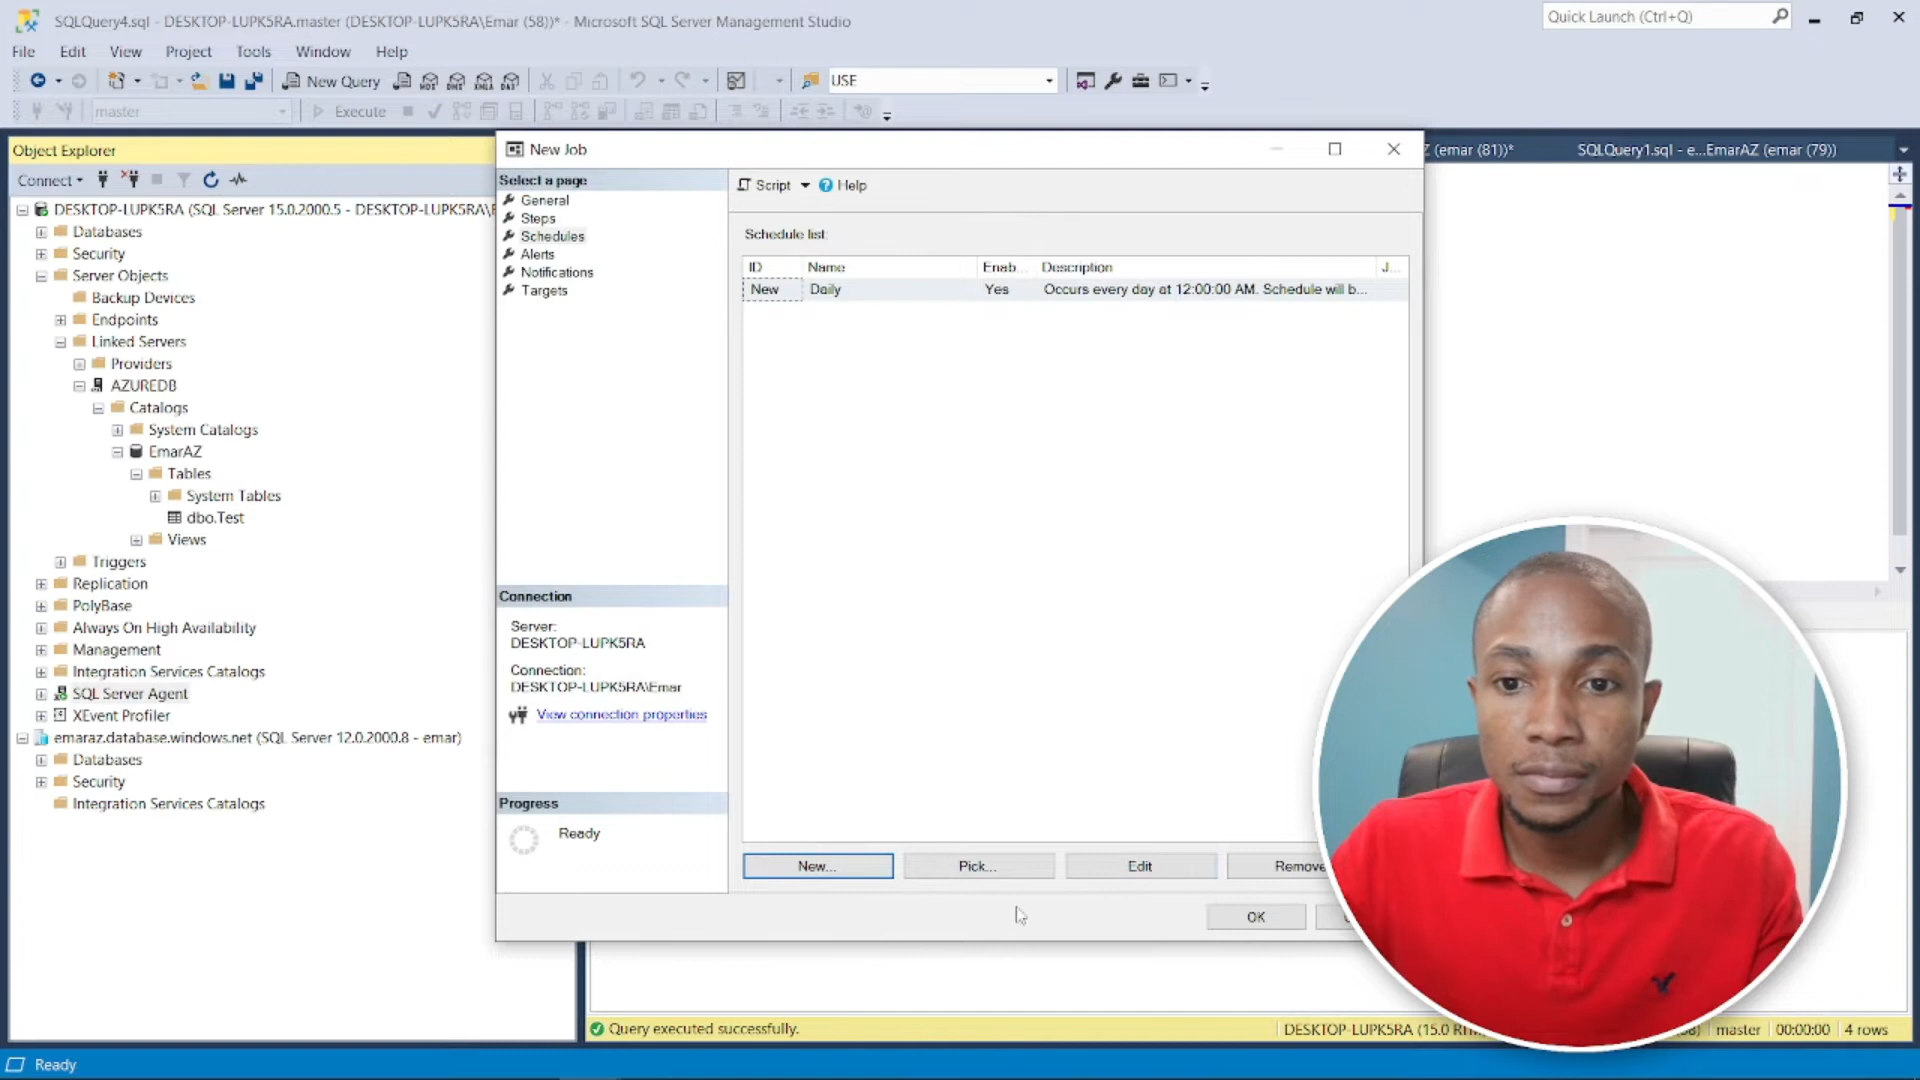 SQLQuery4.sql - DESKTOP-LUPK5RA.master (DESKTOP-LUPK5RA\Emar (58))* - Microsoft SQL Server Management Studio
Quick Launch (Ctrl+Q)
File Edit View Project Tools Window Help
New Query
USE
master
Execute
Object Explorer
Connect
DESKTOP-LUPK5RA (SQL Server 15.0.2000.5 - DESKTOP-LUPK5RA\
Databases
Security
Server Objects
Backup Devices
Endpoints
Linked Servers
Providers
AZUREDB
Catalogs
System Catalogs
EmarAZ
Tables
System Tables
dbo.Test
Views
Triggers
Replication
PolyBase
Always On High Availability
Management
Integration Services Catalogs
SQL Server Agent
XEvent Profiler
emaraz.database.windows.net (SQL Server 12.0.2000.8 - emar)
Databases
Security
Integration Services Catalogs
New Job
Select a page
General
Steps
Schedules
Alerts
Notifications
Targets
Connection
Server:
DESKTOP-LUPK5RA
Connection:
DESKTOP-LUPK5RA\Emar
View connection properties
Progress
Ready
Script Help
Schedule list:
ID Name Enab... Description J...
New Daily Yes Occurs every day at 12:00:00 AM. Schedule will b...
New... Pick... Edit Remove
OK
(emar (81))* SQLQuery1.sql - e...EmarAZ (emar (79))
Query executed successfully.
DESKTOP-LUPK5RA (15.0 master 00:00:00 4 rows
Ready